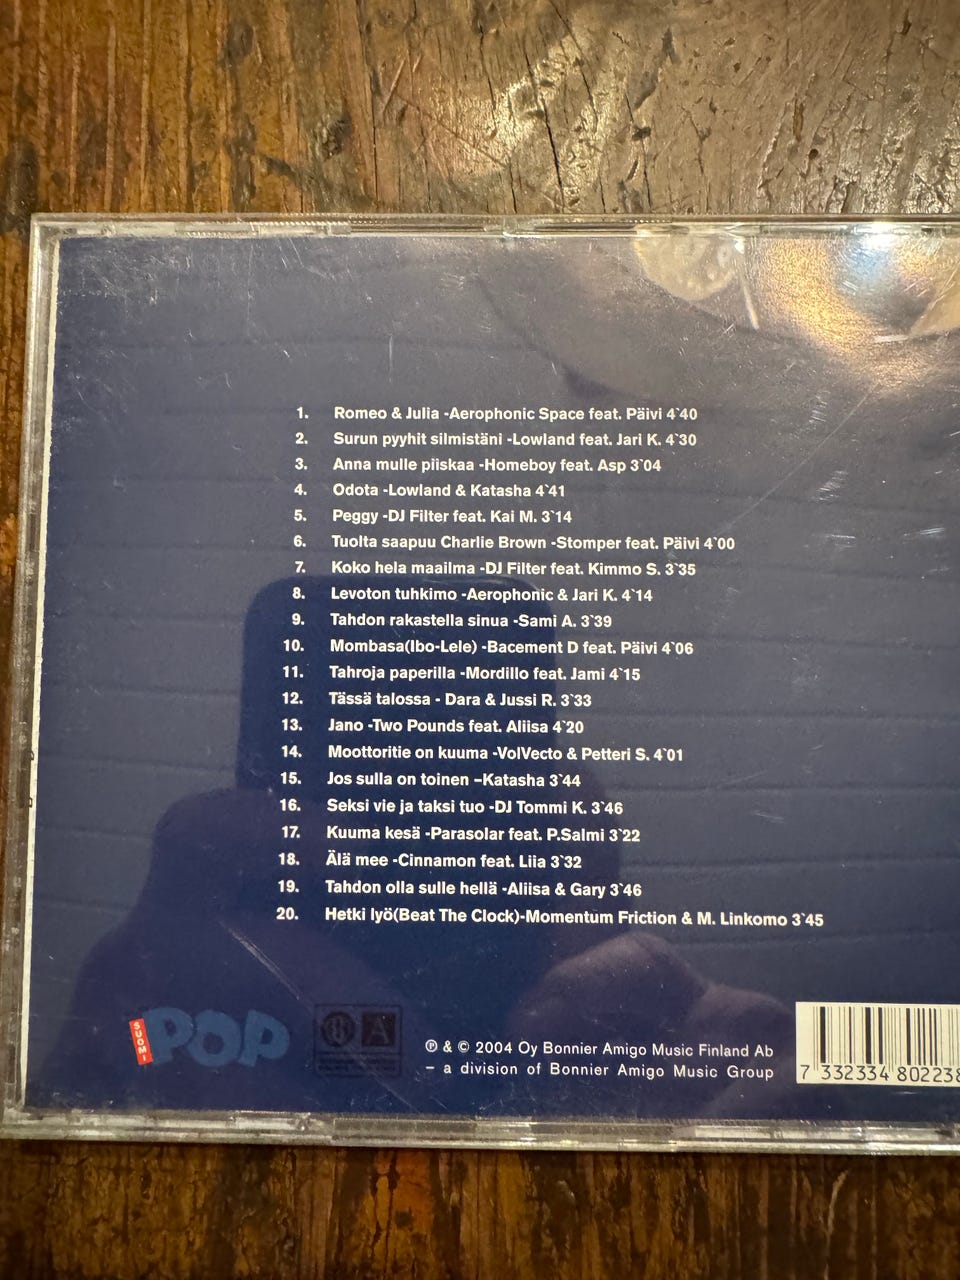 1. Romeo & Julia -Aerophonic Space feat. Päivi 4`40
2. Surun pyyhit silmistäni -Lowland feat. Jari K. 4`30
3. Anna mulle piiskaa -Homeboy feat. Asp 3`04
4. Odota -Lowland & Katasha 4`41
5. Peggy -DJ Filter feat. Kai M. 3`14
6. Tuolta saapuu Charlie Brown -Stomper feat. Päivi 4`00
7. Koko hela maailma -DJ Filter feat. Kimmo S. 3`35
8. Levoton tuhkimo -Aerophonic & Jari K. 4`14
9. Tahdon rakastella sinua -Sami A. 3`39
10. Mombasa(Ibo-Lele) -Bacement D feat. Päivi 4`06
11. Tahroja paperilla -Mordillo feat. Jami 4`15
12. Tässä talossa - Dara & Jussi R. 3`33
13. Jano -Two Pounds feat. Aliisa 4`20
14. Moottoritie on kuuma -VolVecto & Petteri S. 4`01
15. Jos sulla on toinen –Katasha 3`44
16. Seksi vie ja taksi tuo -DJ Tommi K. 3`46
17. Kuuma kesä -Parasolar feat. P.Salmi 3`22
18. Älä mee -Cinnamon feat. Liia 3`32
19. Tahdon olla sulle hellä -Aliisa & Gary 3`46
20. Hetki lyö(Beat The Clock)-Momentum Friction & M. Linkomo 3`45
SUOMI POP
℗ & © 2004 Oy Bonnier Amigo Music Finland Ab
– a division of Bonnier Amigo Music Group
7 332334 802238